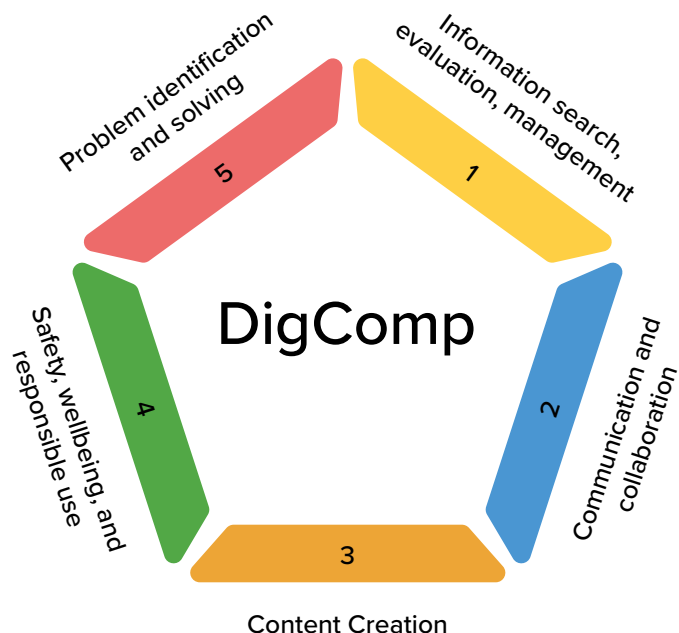 DigComp
1
Information search,
evaluation, management
2
Communication and
collaboration
3
Content Creation
4
Safety, wellbeing, and
responsible use
5
Problem identification
and solving